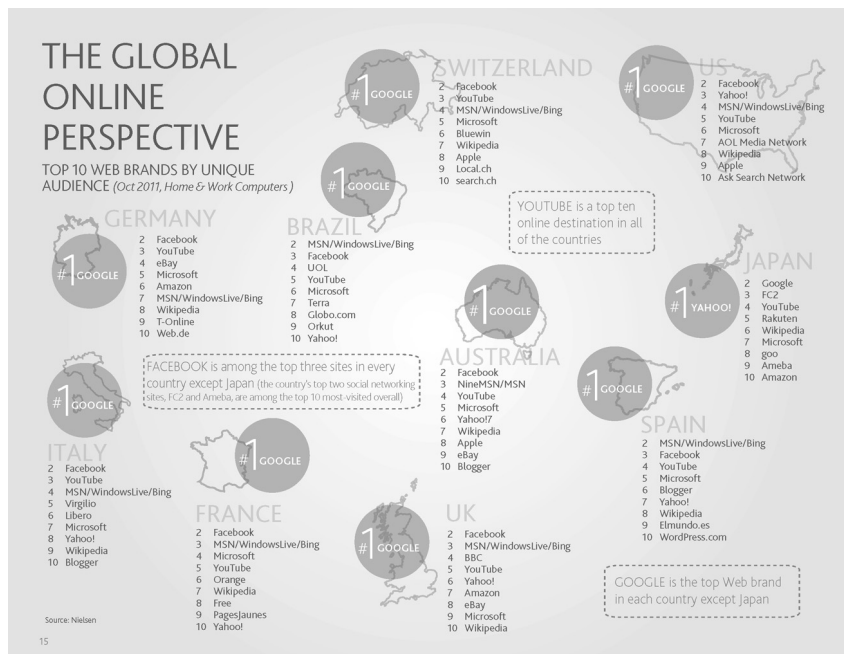 THE GLOBAL
ONLINE
PERSPECTIVE
TOP 10 WEB BRANDS BY UNIQUE
AUDIENCE (Oct 2011, Home & Work Computers )
SWITZERLAND
#1 GOOGLE
2 Facebook
3 YouTube
4 MSN/WindowsLive/Bing
5 Microsoft
6 Bluewin
7 Wikipedia
8 Apple
9 Local.ch
10 search.ch
US
#1 GOOGLE
2 Facebook
3 Yahoo!
4 MSN/WindowsLive/Bing
5 YouTube
6 Microsoft
7 AOL Media Network
8 Wikipedia
9 Apple
10 Ask Search Network
YOUTUBE is a top ten
online destination in all
of the countries
GERMANY
#1 GOOGLE
2 Facebook
3 YouTube
4 eBay
5 Microsoft
6 Amazon
7 MSN/WindowsLive/Bing
8 Wikipedia
9 T-Online
10 Web.de
#1 GOOGLE
BRAZIL
2 MSN/WindowsLive/Bing
3 Facebook
4 UOL
5 YouTube
6 Microsoft
7 Terra
8 Globo.com
9 Orkut
10 Yahoo!
JAPAN
#1 YAHOO!
2 Google
3 FC2
4 YouTube
5 Rakuten
6 Wikipedia
7 Microsoft
8 goo
9 Ameba
10 Amazon
#1 GOOGLE
AUSTRALIA
2 Facebook
3 NineMSN/MSN
4 YouTube
5 Microsoft
6 Yahoo!7
7 Wikipedia
8 Apple
9 eBay
10 Blogger
FACEBOOK is among the top three sites in every
country except Japan (the country's top two social networking
sites, FC2 and Ameba, are among the top 10 most-visited overall)
#1 GOOGLE
ITALY
2 Facebook
3 YouTube
4 MSN/WindowsLive/Bing
5 Virgilio
6 Libero
7 Microsoft
8 Yahoo!
9 Wikipedia
10 Blogger
#1 GOOGLE
FRANCE
2 Facebook
3 MSN/WindowsLive/Bing
4 Microsoft
5 YouTube
6 Orange
7 Wikipedia
8 Free
9 PagesJaunes
10 Yahoo!
#1 GOOGLE
UK
2 Facebook
3 MSN/WindowsLive/Bing
4 BBC
5 YouTube
6 Yahoo!
7 Amazon
8 eBay
9 Microsoft
10 Wikipedia
#1 GOOGLE
SPAIN
2 MSN/WindowsLive/Bing
3 Facebook
4 YouTube
5 Microsoft
6 Blogger
7 Yahoo!
8 Wikipedia
9 Elmundo.es
10 WordPress.com
GOOGLE is the top Web brand
in each country except Japan
Source: Nielsen
15